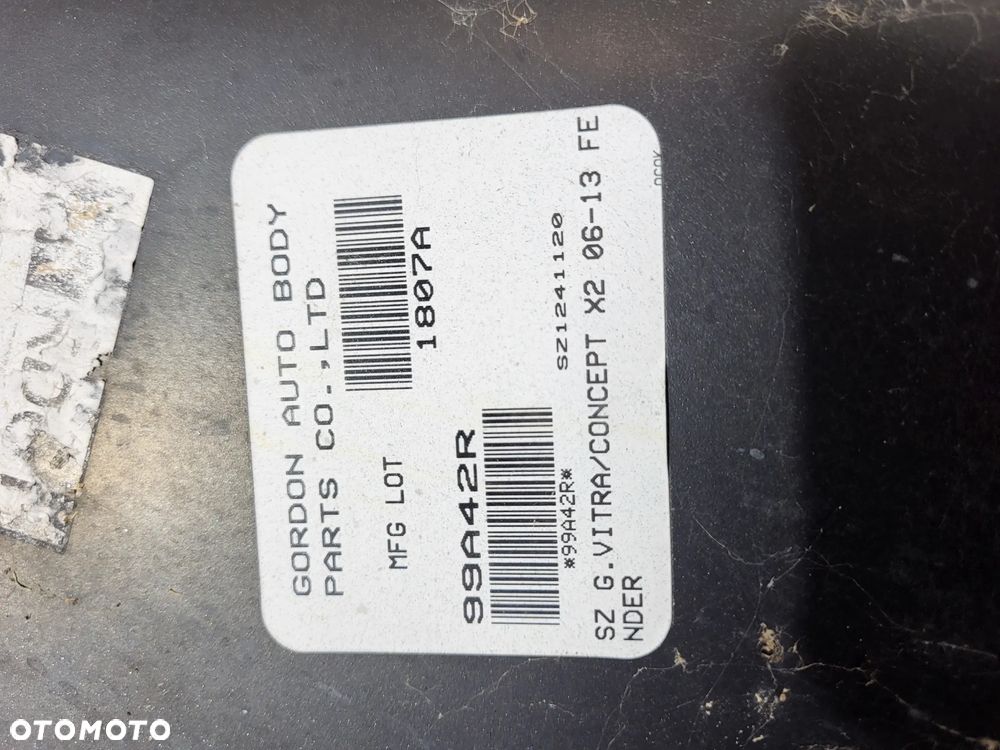 GORDON AUTO BODY
PARTS CO.,LTD
MFG LOT
1807A
99A42R
*99A42R*
SZ1241120
SZ G.VITRA/CONCEPT X2 06-13 FE
NDER
OTOMOTO